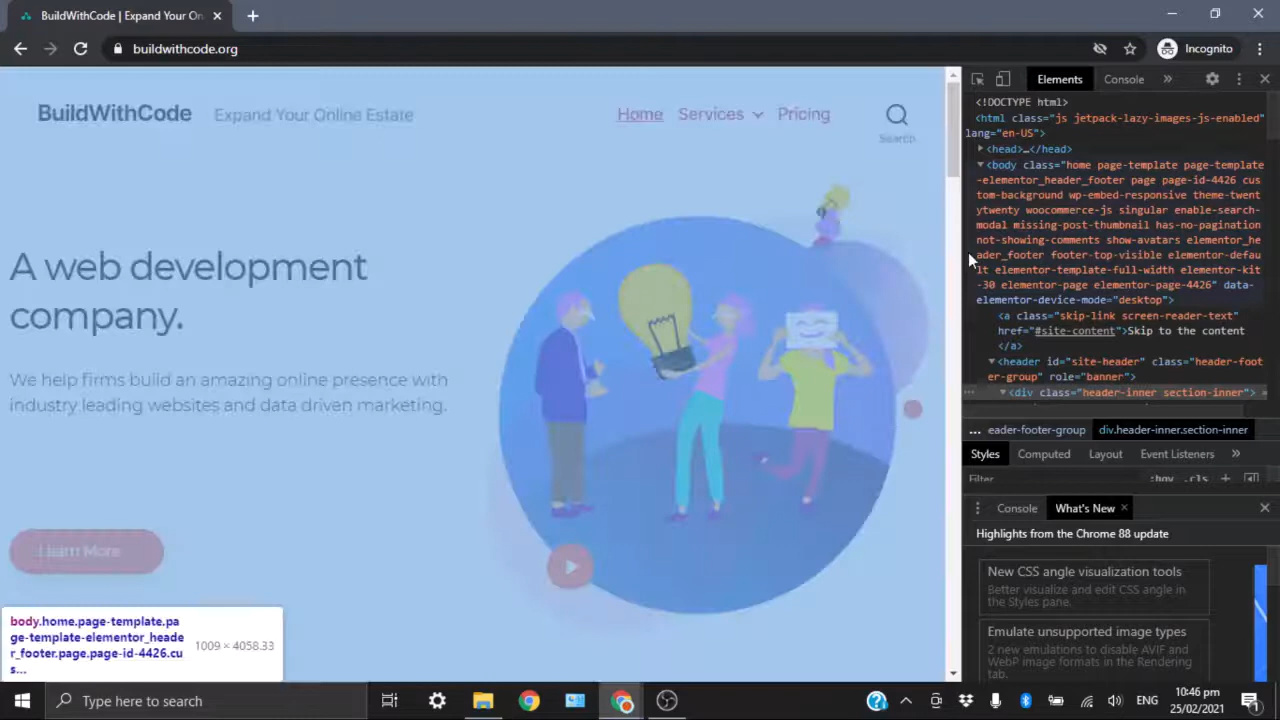 BuildWithCode | Expand Your On
buildwithcode.org
Incognito
BuildWithCode
Expand Your Online Estate
Home
Services
Pricing
Search
A web development
company.
We help firms build an amazing online presence with
industry leading websites and data driven marketing.
Learn More
body.home.page-template.pa
ge-template-elementor_heade
r_footer.page.page-id-4426.cu
s...
1009 × 4058.33
Elements
Console
<!DOCTYPE html>
<html class="js jetpack-lazy-images-js-enabled"
lang="en-US">
<head>…</head>
<body class="home page-template page-template
-elementor_header_footer page page-id-4426 cus
tom-background wp-embed-responsive theme-twent
ytwenty woocommerce-js singular enable-search-
modal missing-post-thumbnail has-no-pagination
not-showing-comments show-avatars elementor_he
ader_footer footer-top-visible elementor-defau
lt elementor-template-full-width elementor-kit
-30 elementor-page elementor-page-4426" data-
elementor-device-mode="desktop">
<a class="skip-link screen-reader-text"
href="#site-content">Skip to the content
</a>
<header id="site-header" class="header-foot
er-group" role="banner">
<div class="header-inner section-inner"> =
... eader-footer-group div.header-inner.section-inner
Styles
Computed
Layout
Event Listeners
Filter
:hov
.cls
Console
What's New
Highlights from the Chrome 88 update
New CSS angle visualization tools
Better visualize and edit CSS angle in
the Styles pane.
Emulate unsupported image types
2 new emulations to disable AVIF and
WebP image formats in the Rendering
tab.
Type here to search
ENG
10:46 pm
25/02/2021
1